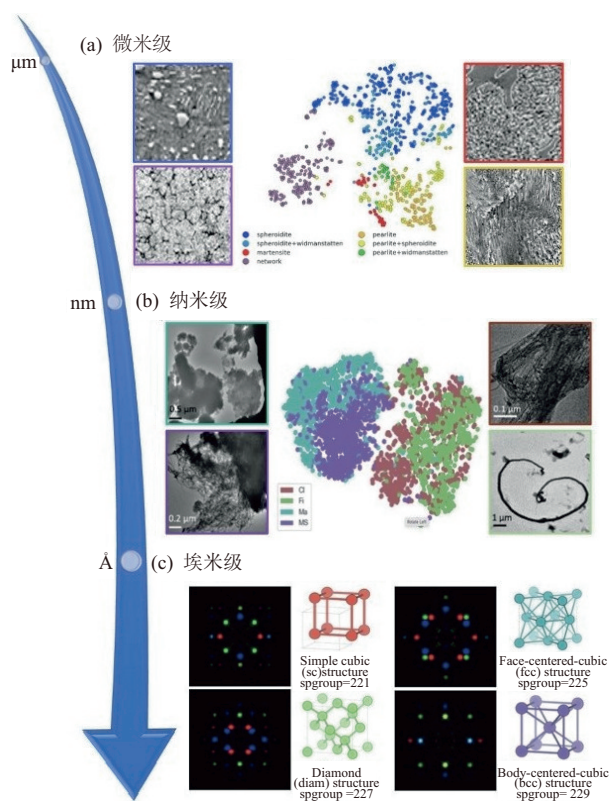 (a) 微米级
μm
spheroidite
spheroidite+widmanstatten
martensite
network
pearlite
pearlite+spheroidite
pearlite+widmanstatten
nm
(b) 纳米级
0.5 μm
0.2 μm
Cl
Fi
Ma
MS
0.1 μm
1 μm
Å
(c) 埃米级
Simple cubic
(sc)structure
spgroup=221
Face-centered-cubic
(fcc) structure
spgroup=225
Diamond
(diam) structure
spgroup =227
Body-centered-cubic
(bcc) structure
spgroup= 229